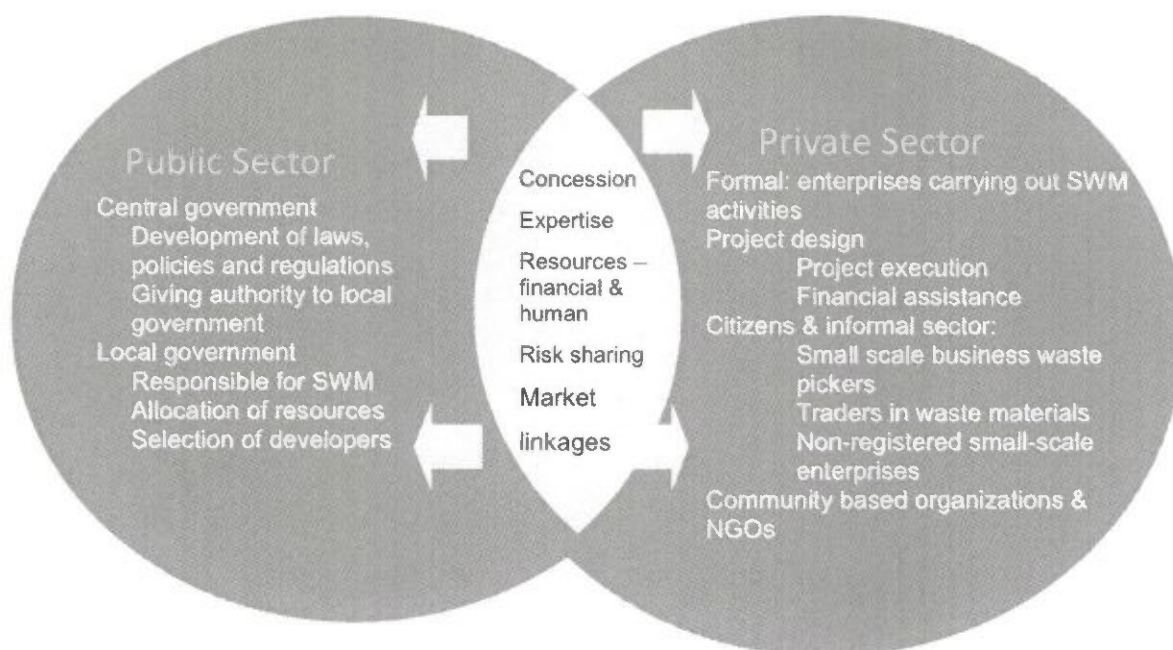 Public Sector
Central government
Development of laws,
policies and regulations
Giving authority to local
government
Local government
Responsible for SWM
Allocation of resources
Selection of developers
Concession
Expertise
Resources –
financial &
human
Risk sharing
Market
linkages
Private Sector
Formal: enterprises carrying out SWM
activities
Project design
Project execution
Financial assistance
Citizens & informal sector:
Small scale business waste
pickers
Traders in waste materials
Non-registered small-scale
enterprises
Community based organizations &
NGOs